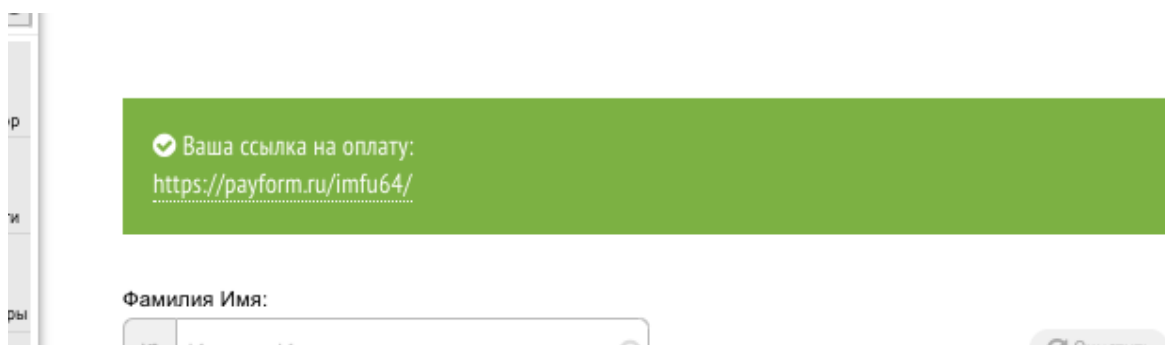 Ваша ссылка на оплату:
https://payform.ru/imfu64/
Фамилия Имя: